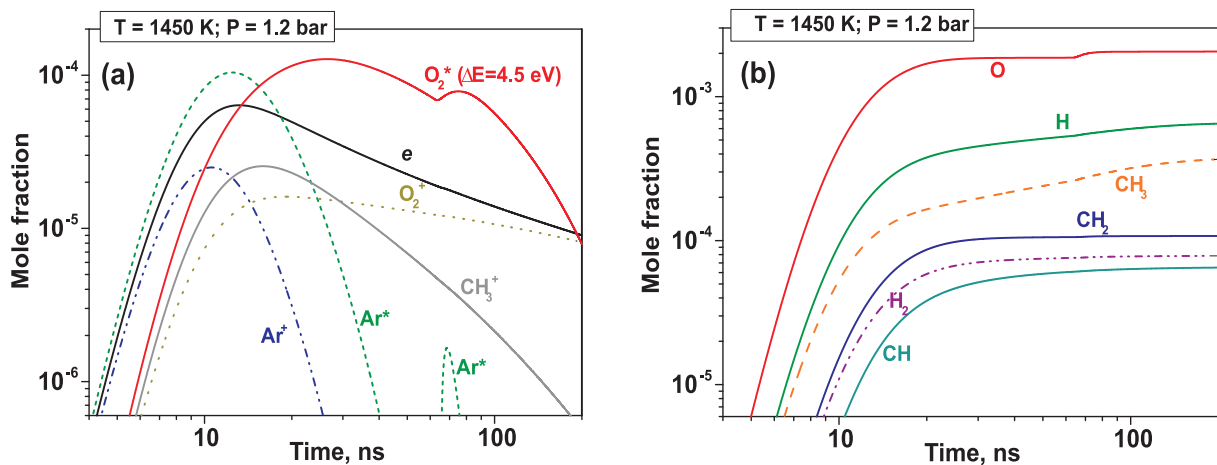 T = 1450 K; P = 1.2 bar
(a)
10⁻⁴
10⁻⁵
10⁻⁶
Mole fraction
O₂* (ΔE=4.5 eV)
e
O₂⁺
CH₃⁺
Ar⁺
Ar*
Ar*
10
100
Time, ns
T = 1450 K; P = 1.2 bar
(b)
10⁻³
10⁻⁴
10⁻⁵
Mole fraction
O
H
CH₃
CH₂
H₂
CH
10
100
Time, ns